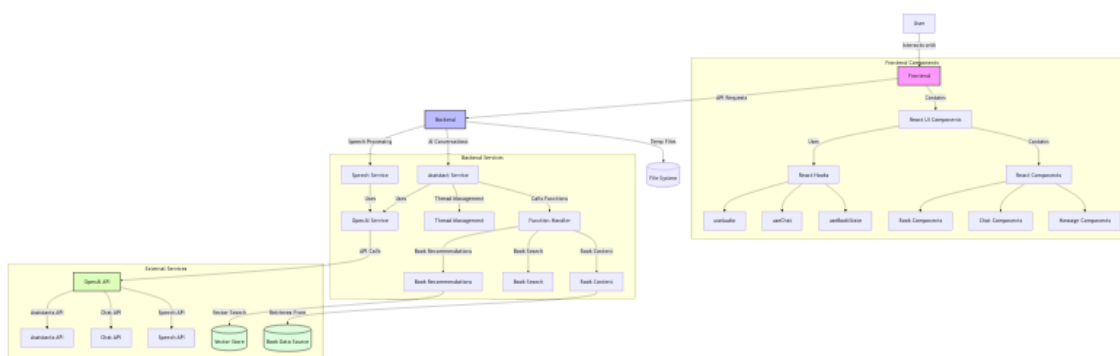 User
Interacts with
Frontend Components
Frontend
API Requests
Contains
React UI Components
Uses
Contains
React Hooks
React Components
useAudio
useChat
useBookState
Book Components
Chat Components
Message Components
Backend
Speech Processing
AI Conversations
Temp Files
File System
Backend Services
Speech Service
Assistant Service
Uses
Uses
Thread Management
Calls Functions
OpenAI Service
Thread Management
Function Handler
API Calls
Book Recommendations
Book Search
Book Content
Book Recommendations
Book Search
Book Content
External Services
OpenAI API
Assistants API
Chat API
Speech API
Vector Search
Retrieves From
Assistants API
Chat API
Speech API
Vector Store
Book Data Source